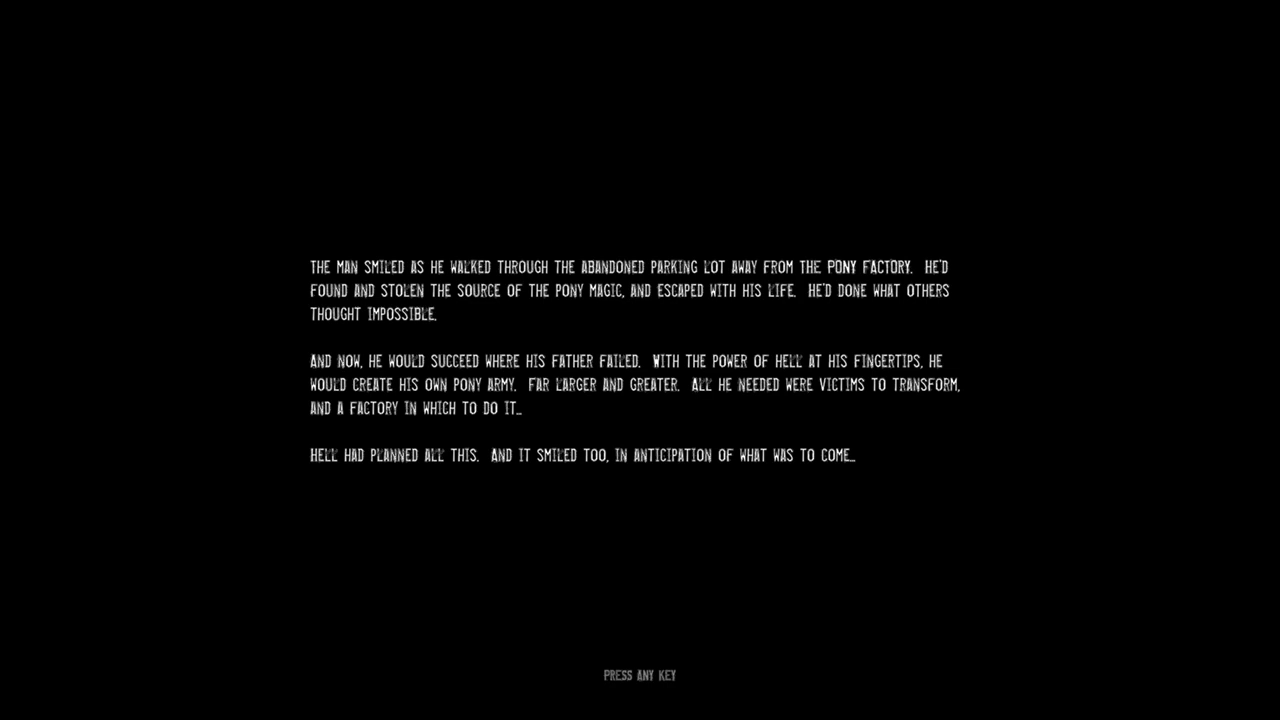 THE MAN SMILED AS HE WALKED THROUGH THE ABANDONED PARKING LOT AWAY FROM THE PONY FACTORY. HE'D
FOUND AND STOLEN THE SOURCE OF THE PONY MAGIC, AND ESCAPED WITH HIS LIFE. HE'D DONE WHAT OTHERS
THOUGHT IMPOSSIBLE.
AND NOW, HE WOULD SUCCEED WHERE HIS FATHER FAILED. WITH THE POWER OF HELL AT HIS FINGERTIPS, HE
WOULD CREATE HIS OWN PONY ARMY. FAR LARGER AND GREATER. ALL HE NEEDED WERE VICTIMS TO TRANSFORM,
AND A FACTORY IN WHICH TO DO IT...
HELL HAD PLANNED ALL THIS. AND IT SMILED TOO, IN ANTICIPATION OF WHAT WAS TO COME...
PRESS ANY KEY